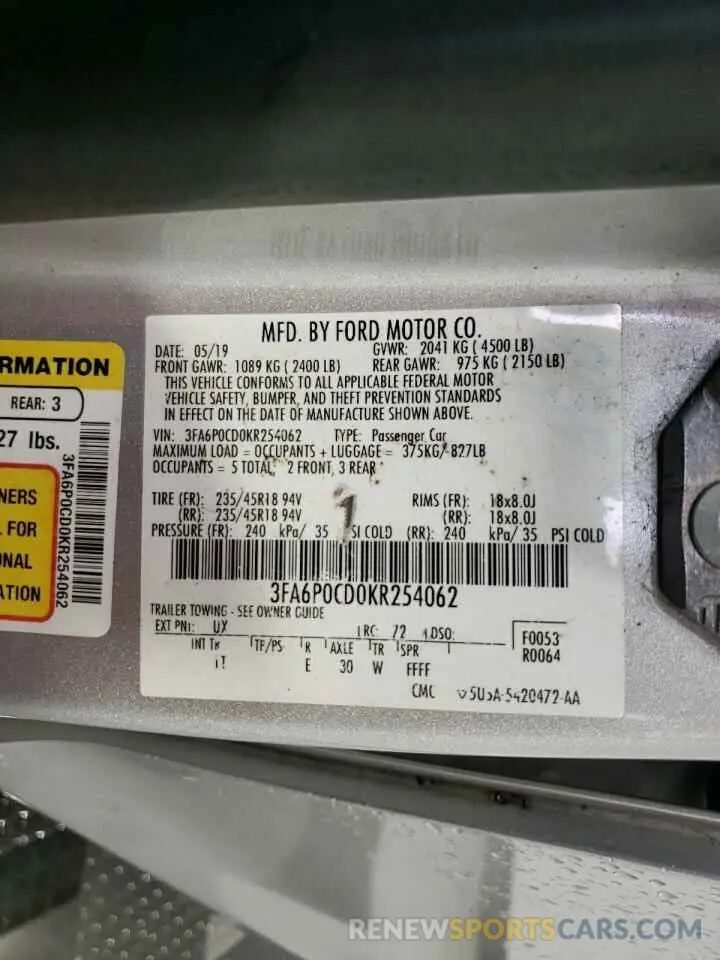 MFD. BY FORD MOTOR CO.
DATE: 05/19 GVWR: 2041 KG ( 4500 LB)
FRONT GAWR: 1089 KG ( 2400 LB) REAR GAWR: 975 KG ( 2150 LB)
THIS VEHICLE CONFORMS TO ALL APPLICABLE FEDERAL MOTOR
VEHICLE SAFETY, BUMPER, AND THEFT PREVENTION STANDARDS
IN EFFECT ON THE DATE OF MANUFACTURE SHOWN ABOVE.
VIN: 3FA6P0CD0KR254062 TYPE: Passenger Car
MAXIMUM LOAD = OCCUPANTS + LUGGAGE = 375KG/ 827LB
OCCUPANTS = 5 TOTAL: 2 FRONT, 3 REAR
TIRE (FR): 235/45R18 94V RIMS (FR): 18x8.0J
(RR): 235/45R18 94V 1 (RR): 18x8.0J
PRESSURE (FR): 240 kPa/ 35 PSI COLD (RR): 240 kPa/ 35 PSI COLD
3FA6P0CD0KR254062
TRAILER TOWING - SEE OWNER GUIDE
EXT PNT: UX RC: 72 DSO: F0053
INT TR TP/PS R AXLE TR SPR R0064
E 30 W FFFF
CMC 5420472-AA
RMATION
REAR: 3
27 lbs.
NERS
L FOR
ONAL
ATION
3FA6P0CD0KR254062
RENEWSPORTSCARS.COM